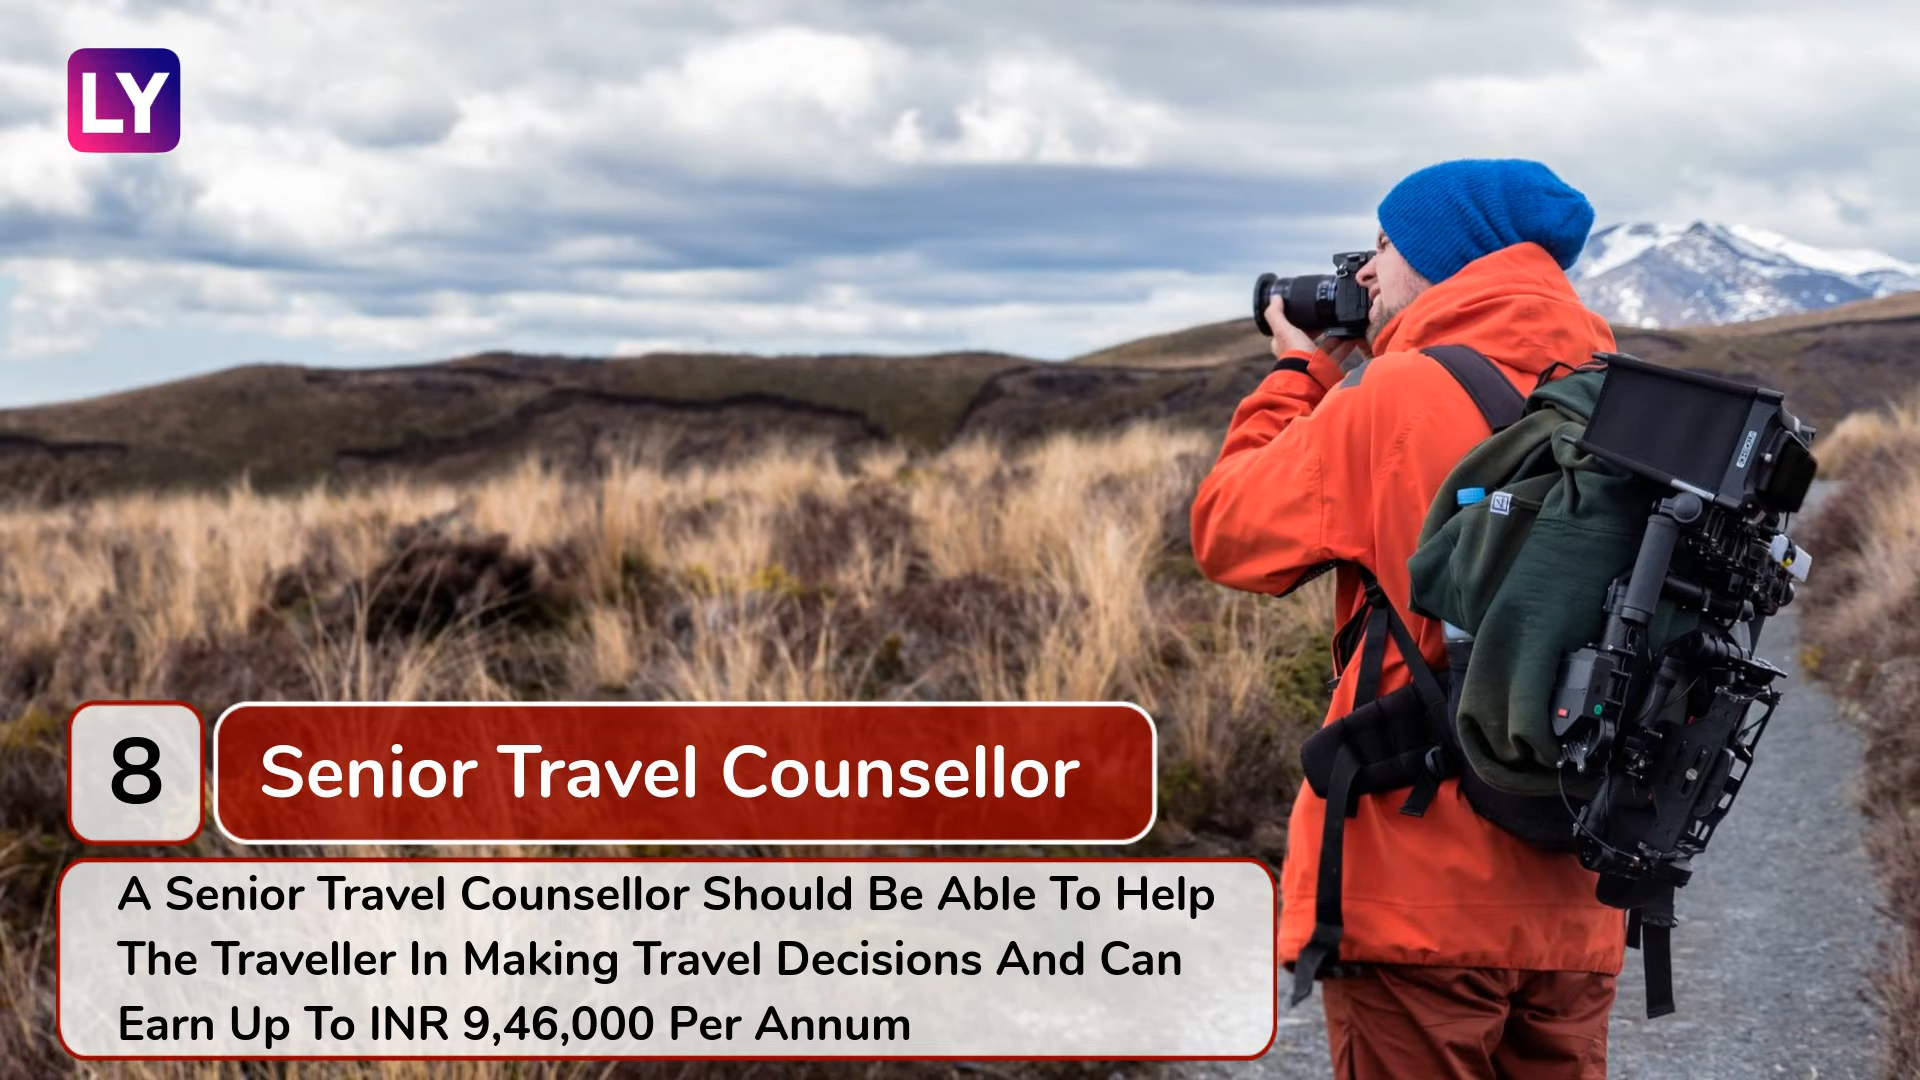 LY
8
Senior Travel Counsellor
A Senior Travel Counsellor Should Be Able To Help
The Traveller In Making Travel Decisions And Can
Earn Up To INR 9,46,000 Per Annum